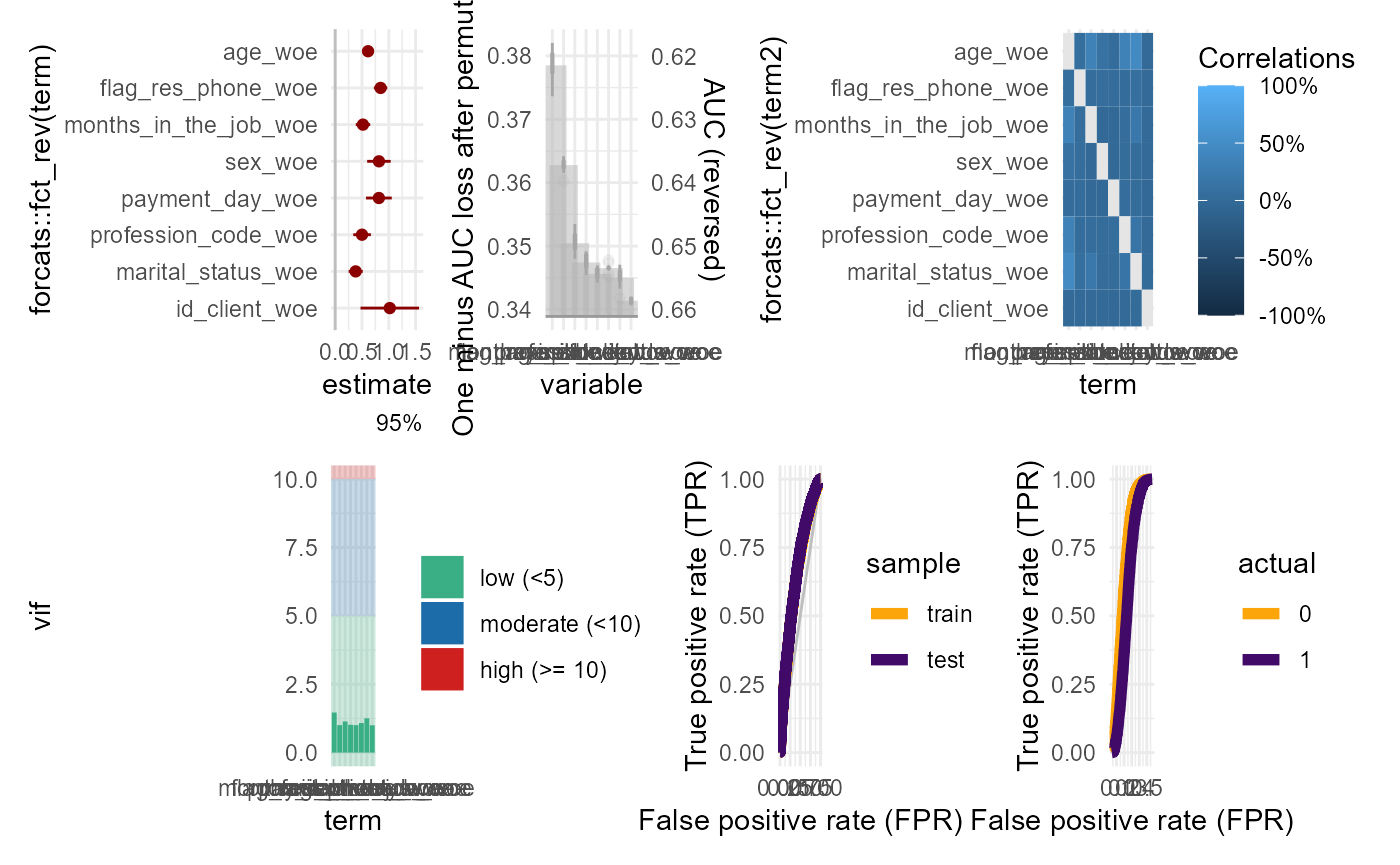 forcats::fct_rev(term)
age_woe
flag_res_phone_woe
months_in_the_job_woe
sex_woe
payment_day_woe
profession_code_woe
marital_status_woe
id_client_woe
0.0 0.5 1.0 1.5
estimate
95%
One minus AUC loss after permut
0.38
0.37
0.36
0.35
0.34
0.62
0.63
0.64
0.65
0.66
AUC (reversed)
variable
forcats::fct_rev(term2)
age_woe
flag_res_phone_woe
months_in_the_job_woe
sex_woe
payment_day_woe
profession_code_woe
marital_status_woe
id_client_woe
term
Correlations
100%
50%
0%
-50%
-100%
vif
10.0
7.5
5.0
2.5
0.0
term
low (<5)
moderate (<10)
high (>= 10)
True positive rate (TPR)
1.00
0.75
0.50
0.25
0.00
False positive rate (FPR)
sample
train
test
True positive rate (TPR)
1.00
0.75
0.50
0.25
0.00
False positive rate (FPR)
actual
0
1